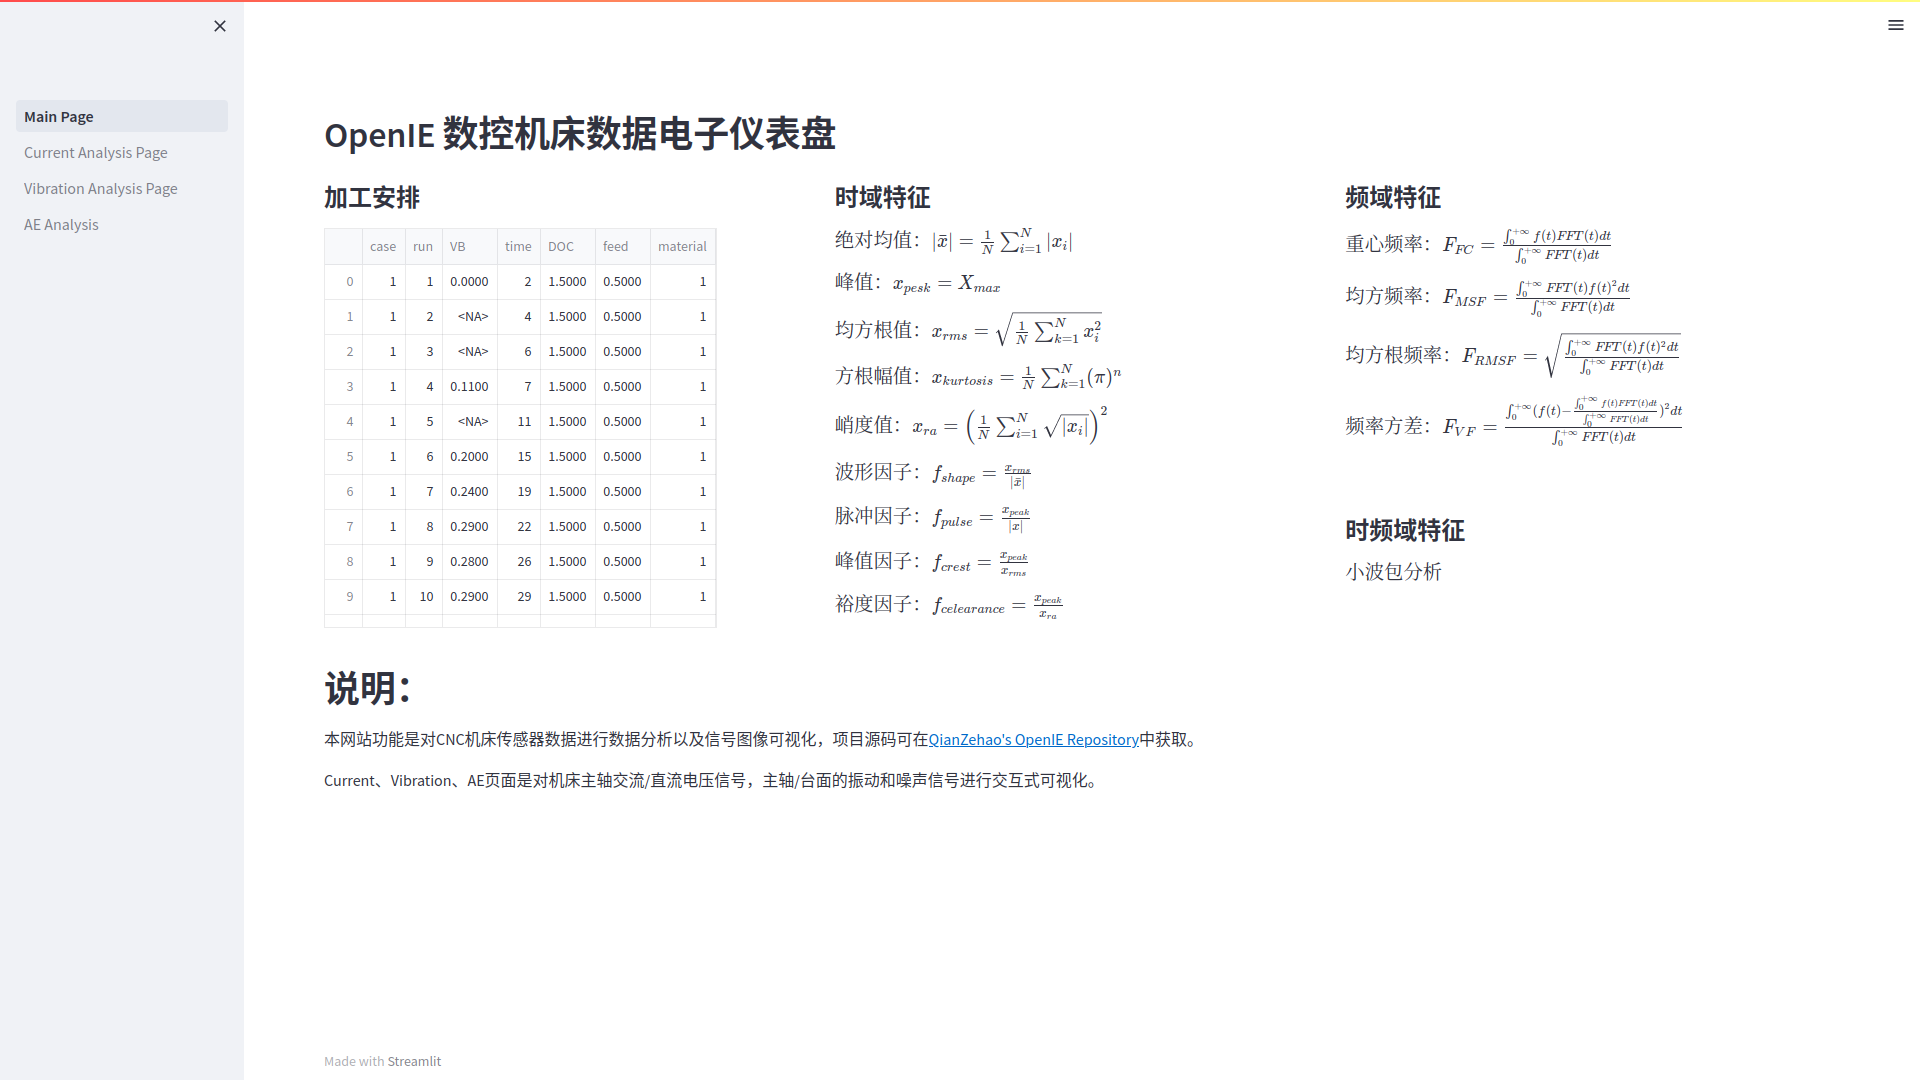 Main Page
Current Analysis Page
Vibration Analysis Page
AE Analysis
OpenIE 数控机床数据电子仪表盘
加工安排
case run VB time DOC feed material
0 1 1 0.0000 2 1.5000 0.5000 1
1 1 2 <NA> 4 1.5000 0.5000 1
2 1 3 <NA> 6 1.5000 0.5000 1
3 1 4 0.1100 7 1.5000 0.5000 1
4 1 5 <NA> 11 1.5000 0.5000 1
5 1 6 0.2000 15 1.5000 0.5000 1
6 1 7 0.2400 19 1.5000 0.5000 1
7 1 8 0.2900 22 1.5000 0.5000 1
8 1 9 0.2800 26 1.5000 0.5000 1
9 1 10 0.2900 29 1.5000 0.5000 1
时域特征
绝对均值：$|\bar{x}| = \frac{1}{N}\sum_{i=1}^{N}|x_i|$
峰值：$x_{pesk} = X_{max}$
均方根值：$x_{rms} = \sqrt{\frac{1}{N}\sum_{k=1}^{N}x_i^2}$
方根幅值：$x_{kurtosis} = \frac{1}{N}\sum_{k=1}^{N}(\pi)^n$
峭度值：$x_{ra} = \left(\frac{1}{N}\sum_{i=1}^{N}\sqrt{|x_i|}\right)^2$
波形因子：$f_{shape} = \frac{x_{rms}}{|\bar{x}|}$
脉冲因子：$f_{pulse} = \frac{x_{peak}}{|x|}$
峰值因子：$f_{crest} = \frac{x_{peak}}{x_{rms}}$
裕度因子：$f_{celearance} = \frac{x_{peak}}{x_{ra}}$
频域特征
重心频率：$F_{FC} = \frac{\int_0^{+\infty} f(t)FFT(t)dt}{\int_0^{+\infty} FFT(t)dt}$
均方频率：$F_{MSF} = \frac{\int_0^{+\infty} FFT(t)f(t)^2dt}{\int_0^{+\infty} FFT(t)dt}$
均方根频率：$F_{RMSF} = \sqrt{\frac{\int_0^{+\infty} FFT(t)f(t)^2dt}{\int_0^{+\infty} FFT(t)dt}}$
频率方差：$F_{VF} = \frac{\int_0^{+\infty}(f(t)-\frac{\int_0^{+\infty} f(t)FFT(t)dt}{\int_0^{+\infty} FFT(t)dt})^2dt}{\int_0^{+\infty} FFT(t)dt}$
时频域特征
小波包分析
说明：
本网站功能是对CNC机床传感器数据进行数据分析以及信号图像可视化，项目源码可在QianZehao's OpenIE Repository中获取。
Current、Vibration、AE页面是对机床主轴交流/直流电压信号，主轴/台面的振动和噪声信号进行交互式可视化。
Made with Streamlit